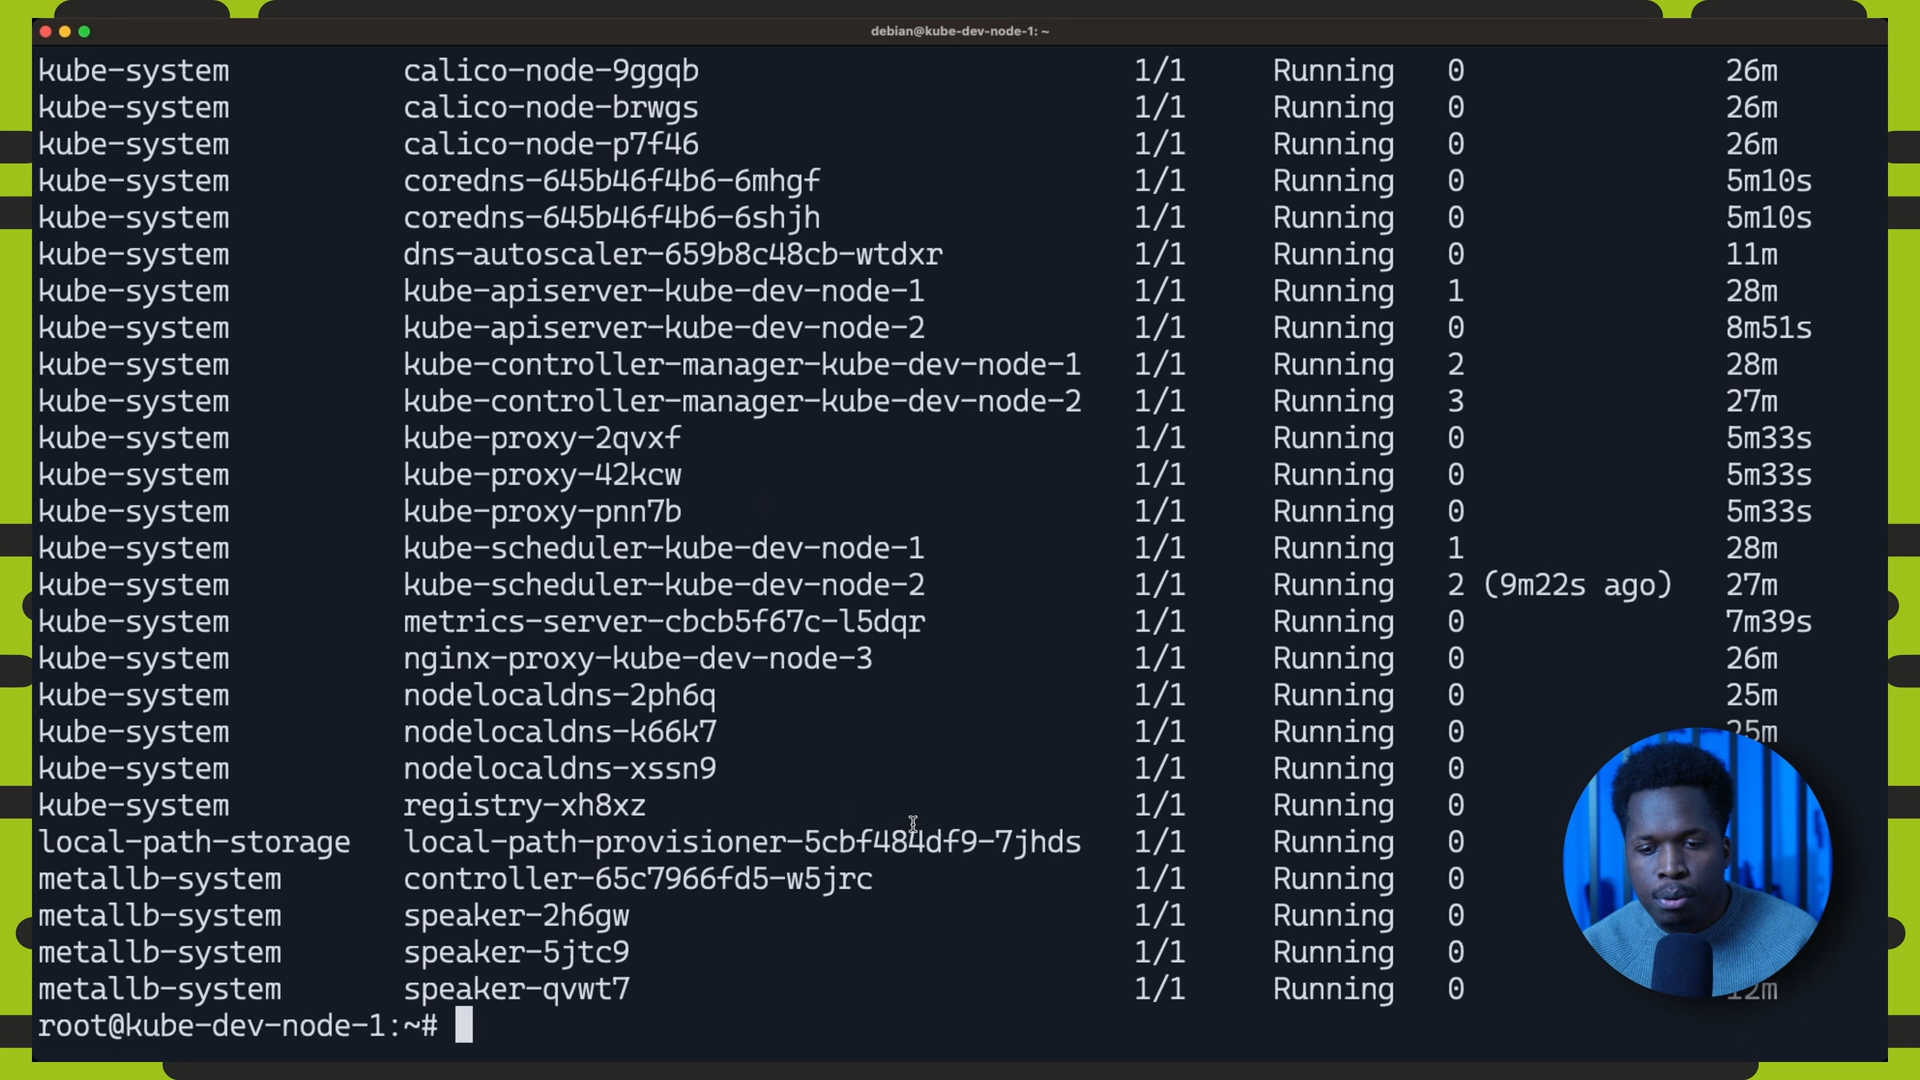 debian@kube-dev-node-1: ~
kube-system calico-node-9ggqb 1/1 Running 0 26m
kube-system calico-node-brwgs 1/1 Running 0 26m
kube-system calico-node-p7f46 1/1 Running 0 26m
kube-system coredns-645b46f4b6-6mhgf 1/1 Running 0 5m10s
kube-system coredns-645b46f4b6-6shjh 1/1 Running 0 5m10s
kube-system dns-autoscaler-659b8c48cb-wtdxr 1/1 Running 0 11m
kube-system kube-apiserver-kube-dev-node-1 1/1 Running 1 28m
kube-system kube-apiserver-kube-dev-node-2 1/1 Running 0 8m51s
kube-system kube-controller-manager-kube-dev-node-1 1/1 Running 2 28m
kube-system kube-controller-manager-kube-dev-node-2 1/1 Running 3 27m
kube-system kube-proxy-2qvxf 1/1 Running 0 5m33s
kube-system kube-proxy-42kcw 1/1 Running 0 5m33s
kube-system kube-proxy-pnn7b 1/1 Running 0 5m33s
kube-system kube-scheduler-kube-dev-node-1 1/1 Running 1 28m
kube-system kube-scheduler-kube-dev-node-2 1/1 Running 2 (9m22s ago) 27m
kube-system metrics-server-cbcb5f67c-l5dqr 1/1 Running 0 7m39s
kube-system nginx-proxy-kube-dev-node-3 1/1 Running 0 26m
kube-system nodelocaldns-2ph6q 1/1 Running 0 25m
kube-system nodelocaldns-k66k7 1/1 Running 0 25m
kube-system nodelocaldns-xssn9 1/1 Running 0
kube-system registry-xh8xz 1/1 Running 0
local-path-storage local-path-provisioner-5cbf484df9-7jhds 1/1 Running 0
metallb-system controller-65c7966fd5-w5jrc 1/1 Running 0
metallb-system speaker-2h6gw 1/1 Running 0
metallb-system speaker-5jtc9 1/1 Running 0
metallb-system speaker-qvwt7 1/1 Running 0 12m
root@kube-dev-node-1:~#